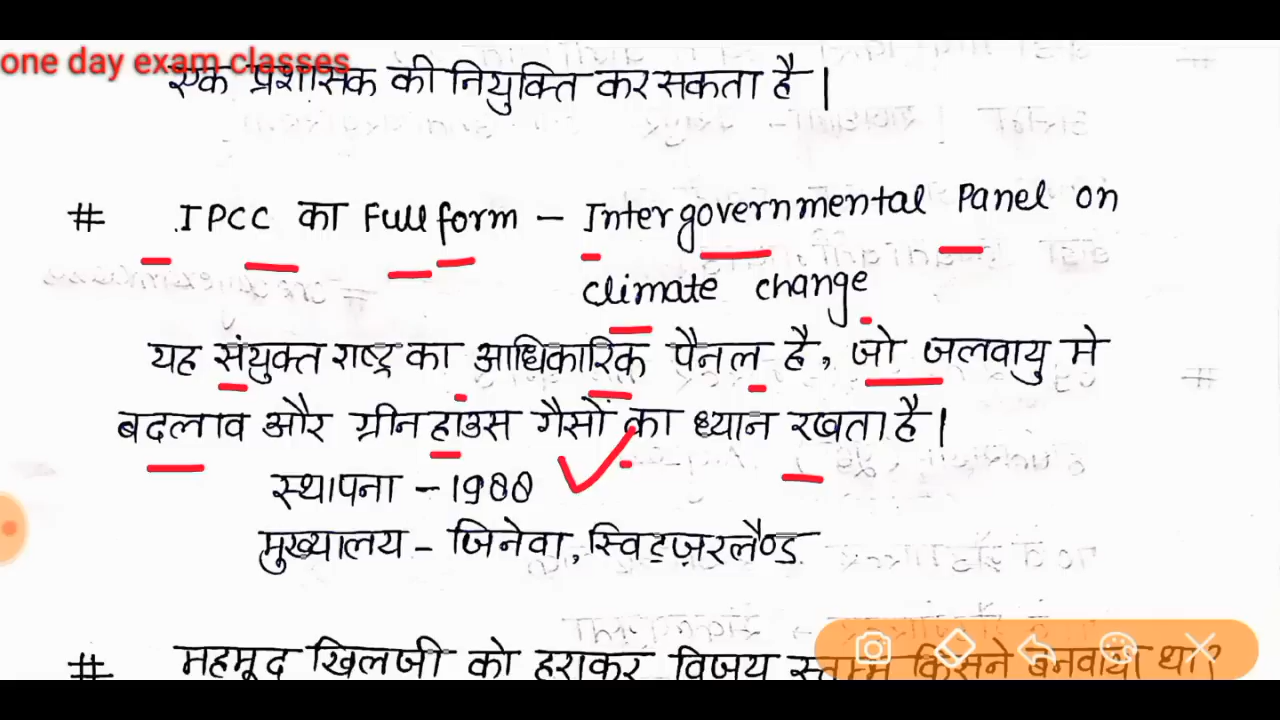 one day exam classes
एक प्रशासक की नियुक्ति कर सकता है |
# IPCC का Full form - Intergovernmental Panel on
climate change
यह संयुक्त राष्ट्र का आधिकारिक पैनल है, जो जलवायु मे
बदलाव और ग्रीन हाउस गैसों का ध्यान रखता है |
स्थापना - 1988
मुख्यालय - जिनेवा, स्विट्ज़रलैण्ड
# महमूद खिलजी को हराकर विजय स्तम्भ किसने बनवाया था?